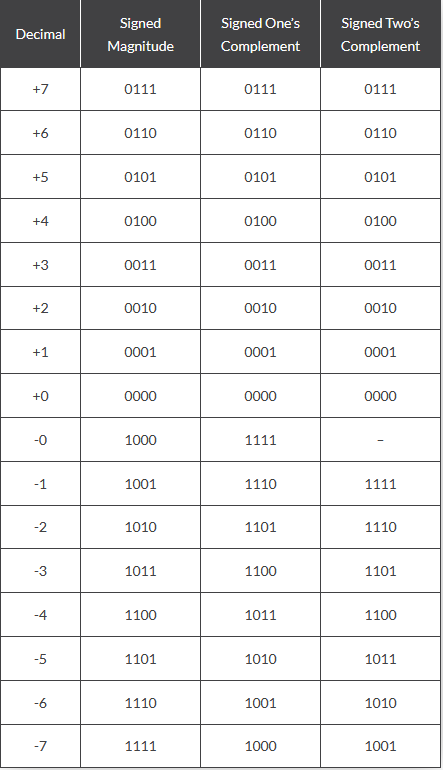 Decimal Signed Magnitude Signed One's Complement Signed Two's Complement
+7 0111 0111 0111
+6 0110 0110 0110
+5 0101 0101 0101
+4 0100 0100 0100
+3 0011 0011 0011
+2 0010 0010 0010
+1 0001 0001 0001
+0 0000 0000 0000
-0 1000 1111 –
-1 1001 1110 1111
-2 1010 1101 1110
-3 1011 1100 1101
-4 1100 1011 1100
-5 1101 1010 1011
-6 1110 1001 1010
-7 1111 1000 1001